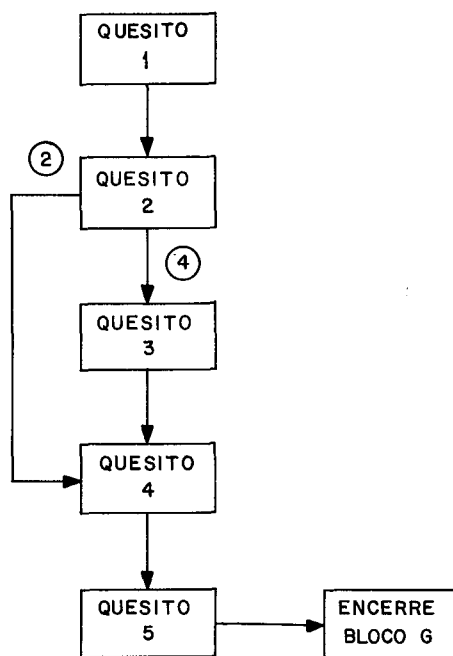 QUESITO
1
2
QUESITO
2
4
QUESITO
3
QUESITO
4
QUESITO
5
ENCERRE
BLOCO G